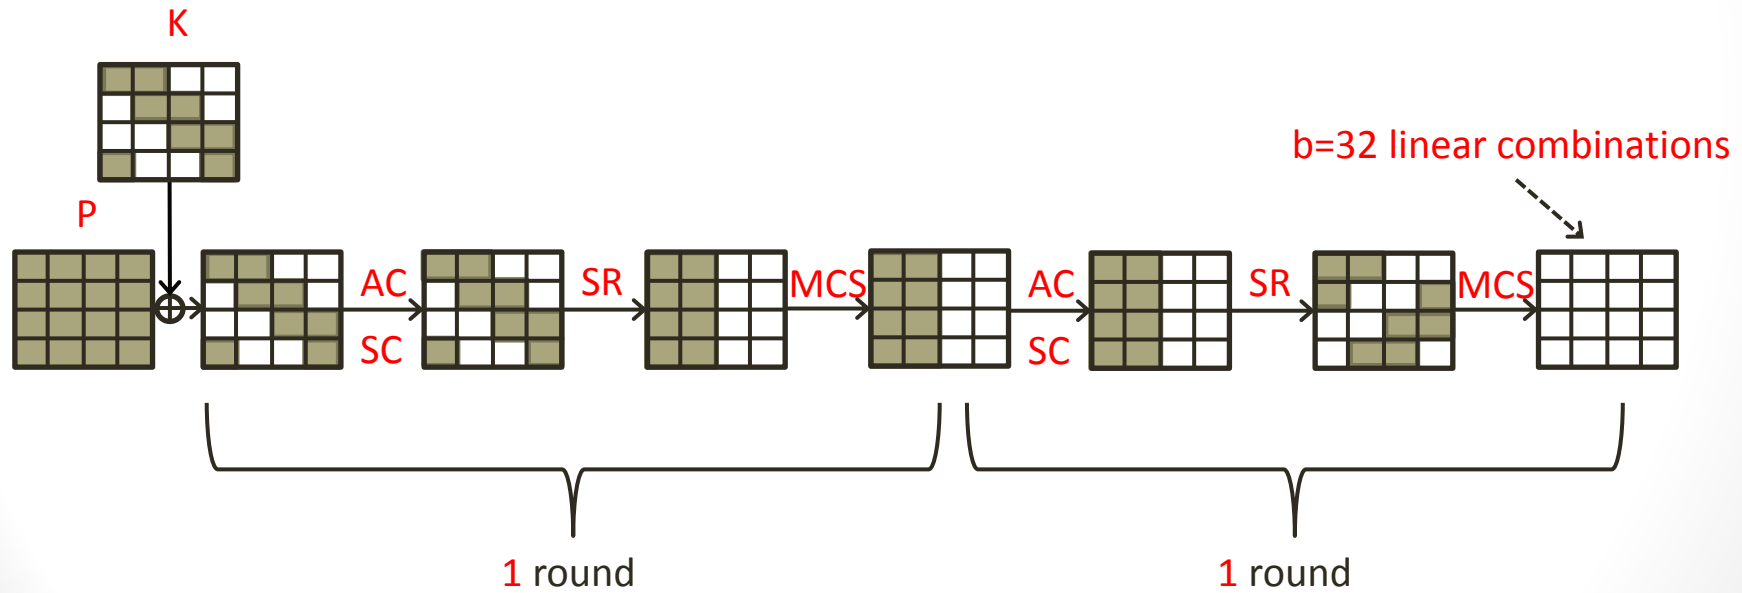 K
b=32 linear combinations
P
AC
SC
SR
MCS
AC
SC
SR
MCS
1 round
1 round